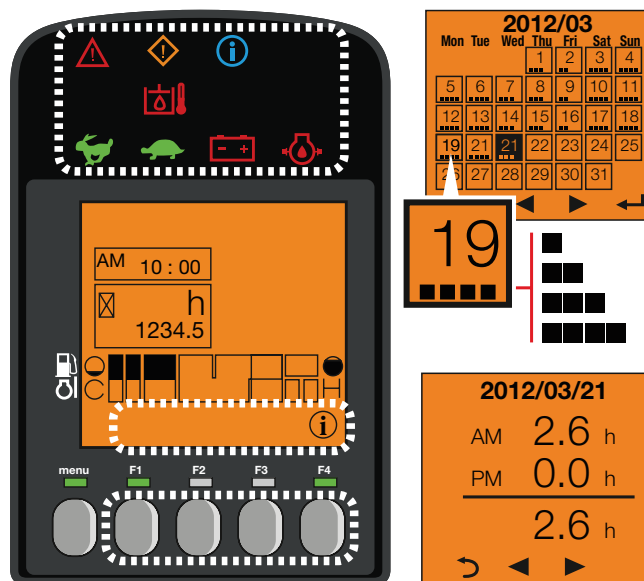 AM 10 : 00
h
1234.5
C H
menu F1 F2 F3 F4
2012/03
Mon Tue Wed Thu Fri Sat Sun
1 2 3 4
5 6 7 8 9 10 11
12 13 14 15 16 17 18
19 21 21 22 23 24 25
26 27 28 29 30 31
19
2012/03/21
AM 2.6 h
PM 0.0 h
2.6 h